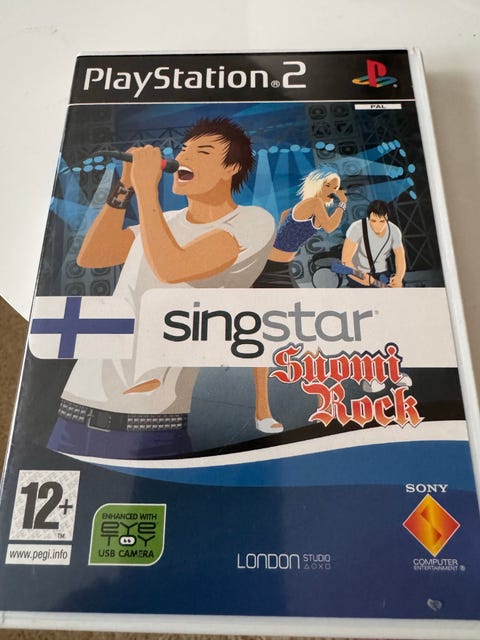 PlayStation®2
PAL
singstar®
Suomi
Rock
12+
www.pegi.info
ENHANCED WITH
EYE
TOY
USB CAMERA
LONDON STUDIO
SONY
COMPUTER
ENTERTAINMENT®